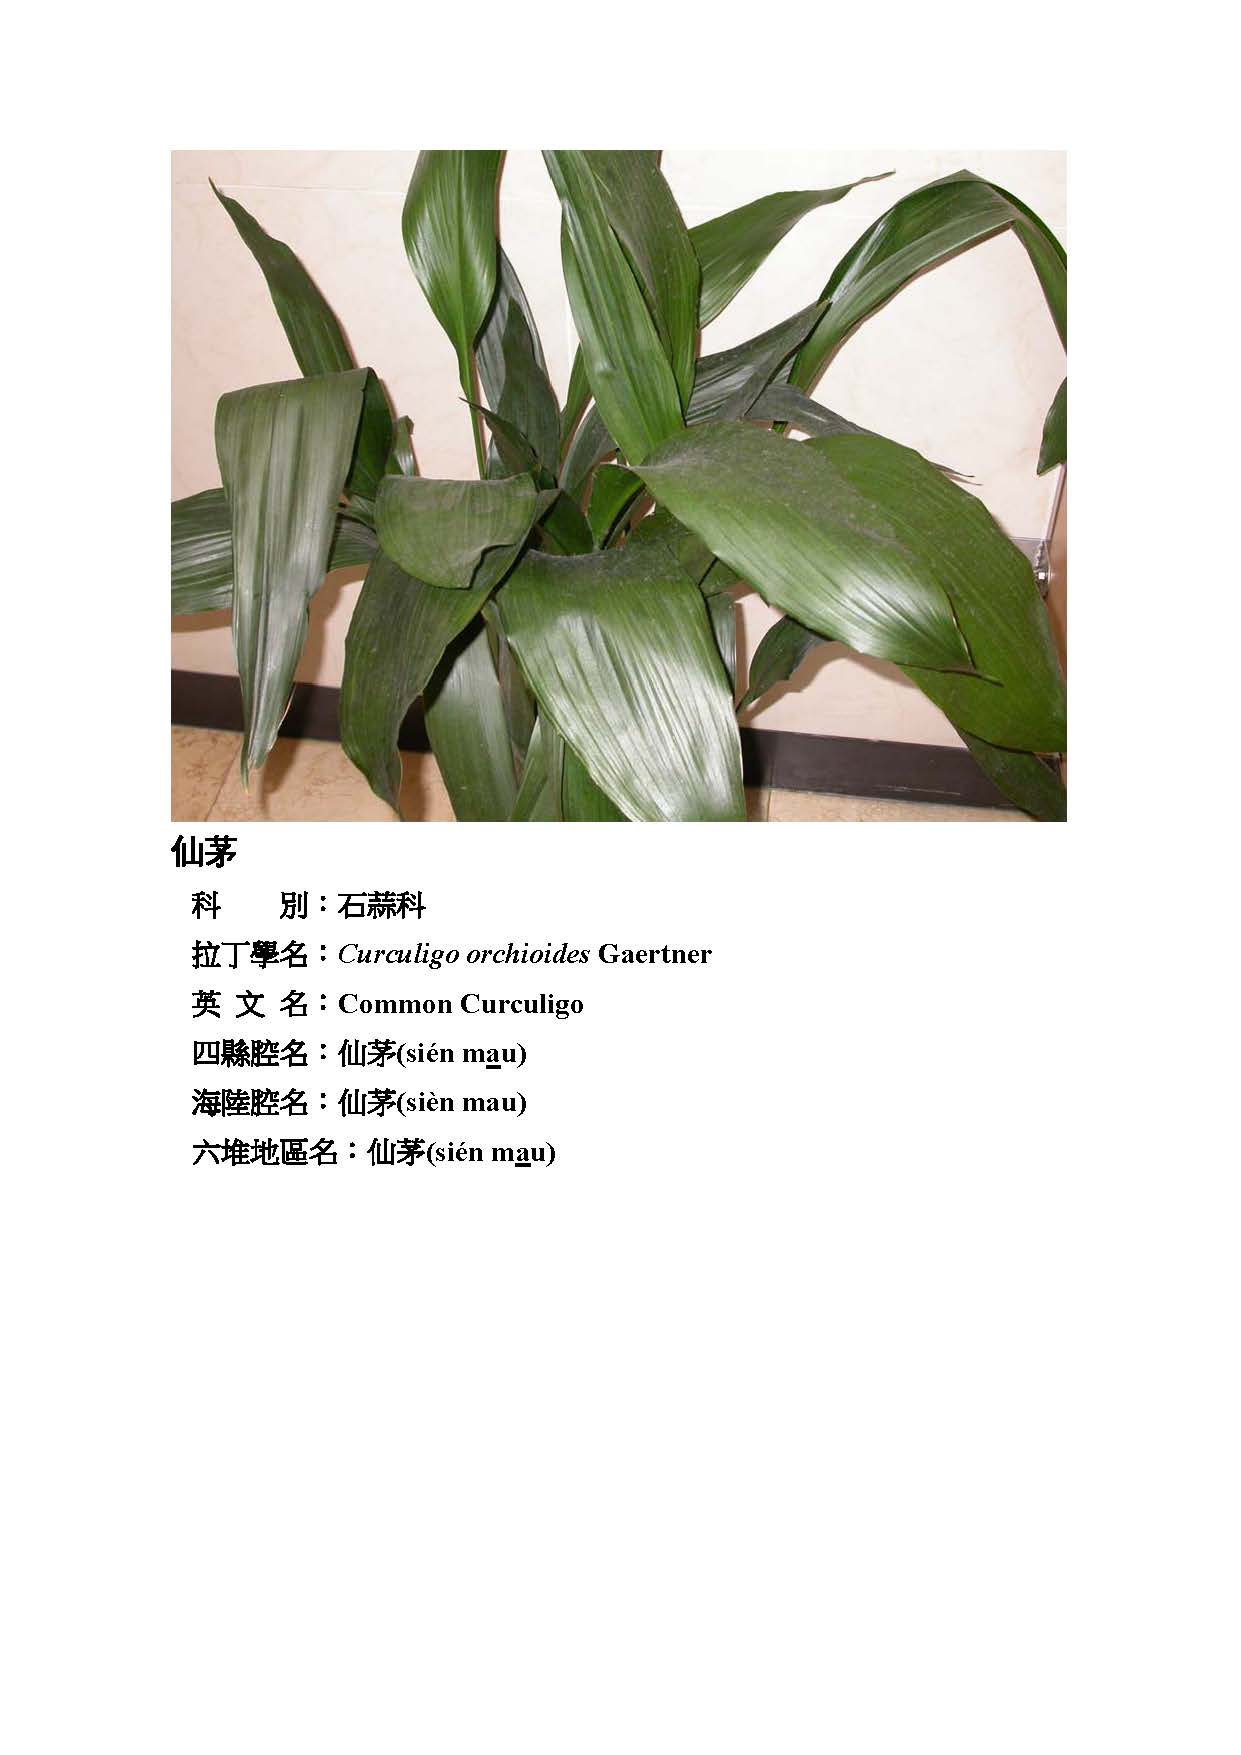 仙茅
科　　別：石蒜科
拉丁學名：Curculigo orchioides Gaertner
英 文 名：Common Curculigo
四縣腔名：仙茅(sién ma̲u)
海陸腔名：仙茅(sièn mau)
六堆地區名：仙茅(sién ma̲u)